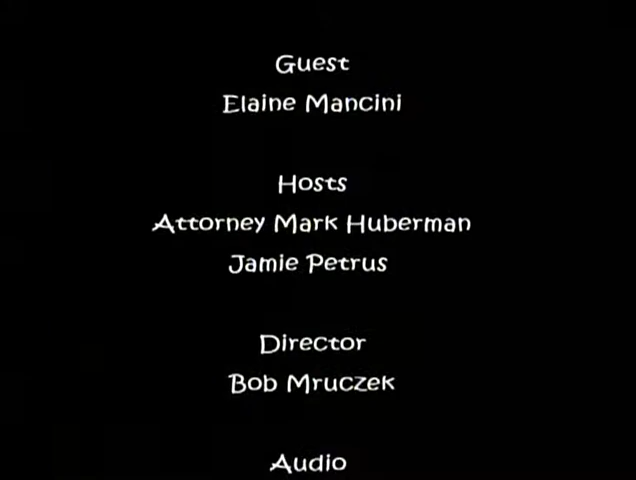 Guest
Elaine Mancini
Hosts
Attorney Mark Huberman
Jamie Petrus
Director
Bob Mruczek
Audio